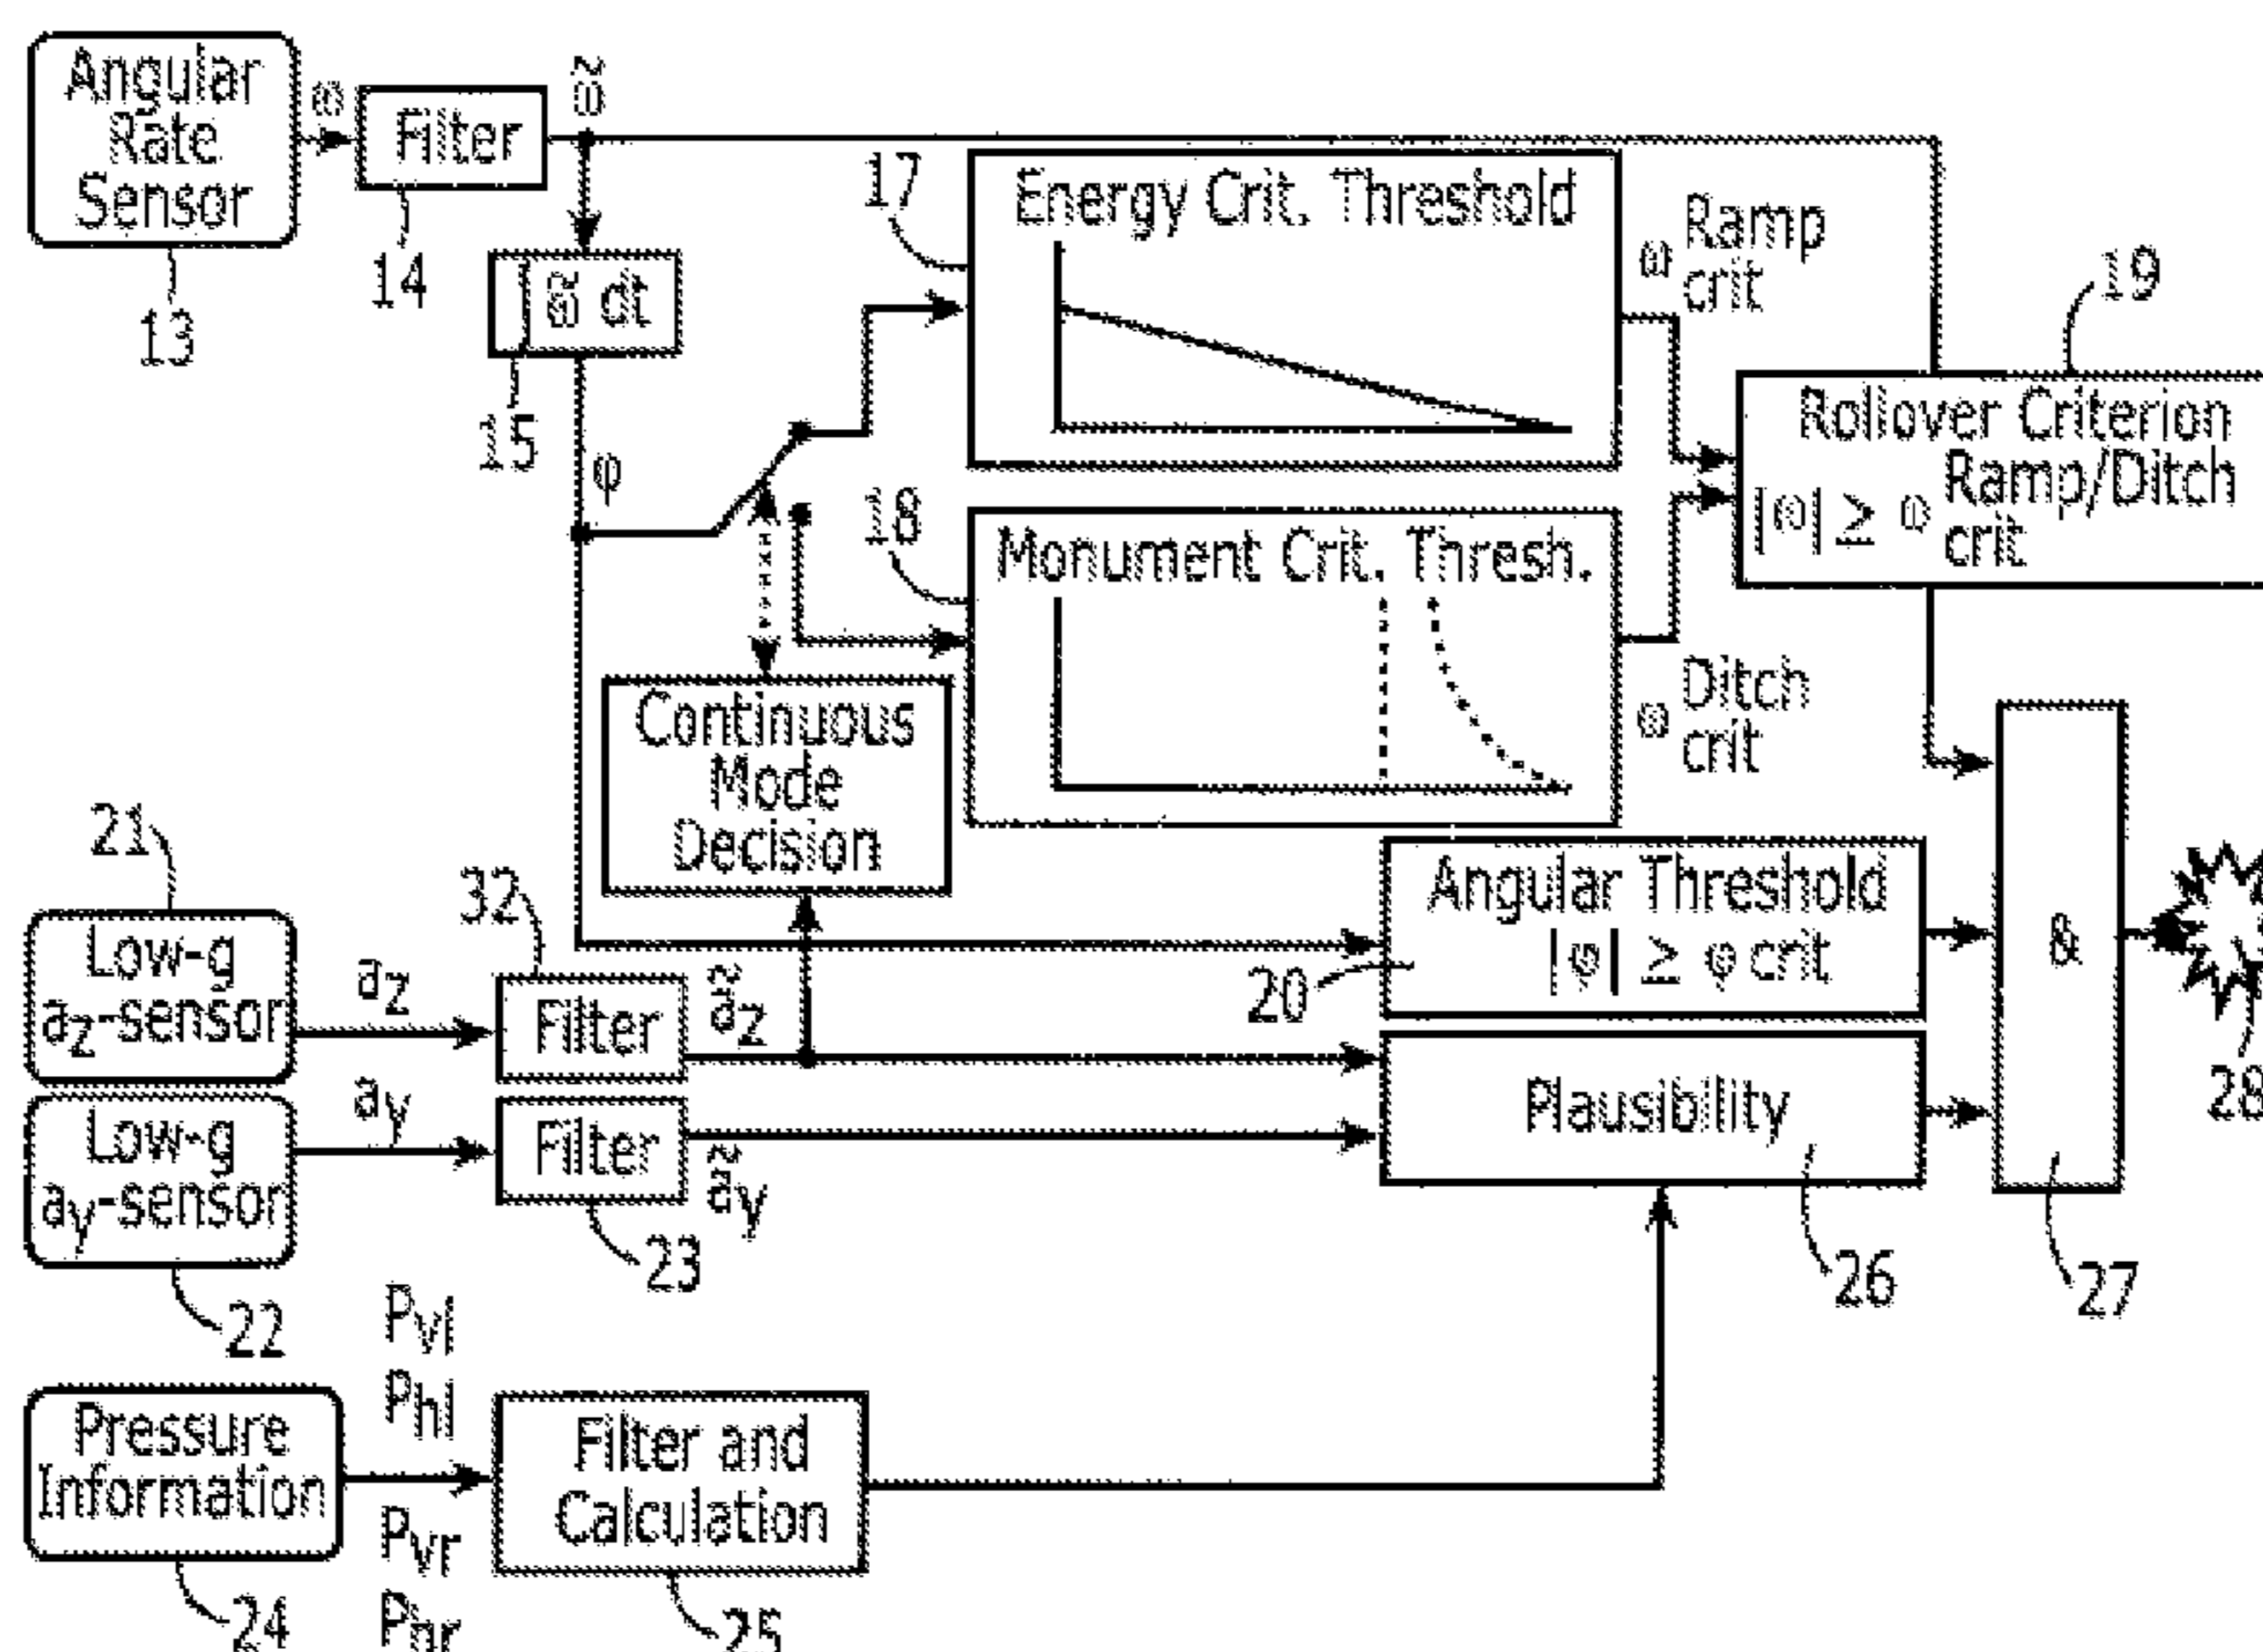 Angular
Rate
Sensor
13
ω
Filter
14
ω̃
ω̃ dt
15
φ
17
Energy Crit. Threshold
ω Ramp
crit
18
Monument Crit. Thresh.
ω Ditch
crit
19
Rollover Criterion
Ramp/Ditch
|ω| ≥ ω
crit
Continuous
Mode
Decision
21
Low-g
az-sensor
az
32
Filter
ãz
20
Angular Threshold
|φ| ≥ φ crit
&
28
Low-g
ay-sensor
22
ay
Filter
23
ãy
Plausibility
26
27
Pressure
Information
24
Pvl
Phl
Pvr
Phr
Filter and
Calculation
25